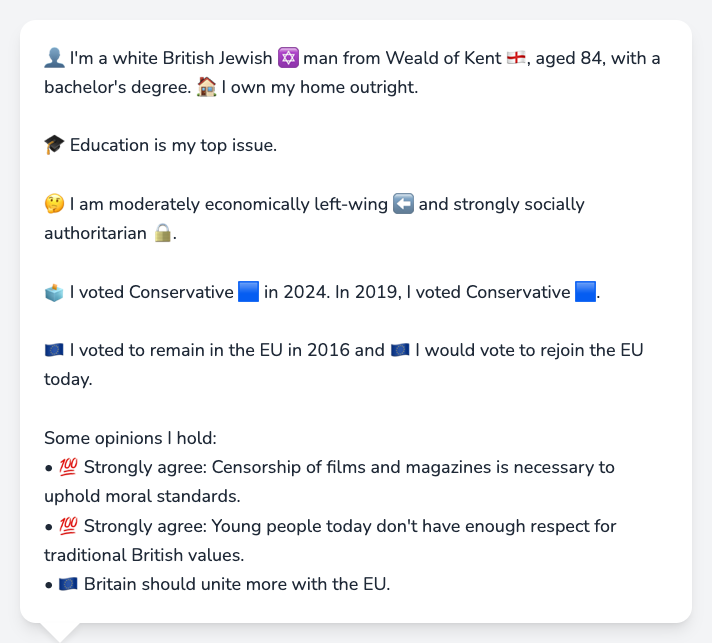 👤 I'm a white British Jewish 🔯 man from Weald of Kent 🏴󠁧󠁢󠁥󠁮󠁧󠁿, aged 84, with a
bachelor's degree. 🏠 I own my home outright.
🎓 Education is my top issue.
🤔 I am moderately economically left-wing ⬅️ and strongly socially
authoritarian 🔒.
🗳️ I voted Conservative 🟦 in 2024. In 2019, I voted Conservative 🟦.
🇪🇺 I voted to remain in the EU in 2016 and 🇪🇺 I would vote to rejoin the EU
today.
Some opinions I hold:
• 💯 Strongly agree: Censorship of films and magazines is necessary to
uphold moral standards.
• 💯 Strongly agree: Young people today don't have enough respect for
traditional British values.
• 🇪🇺 Britain should unite more with the EU.